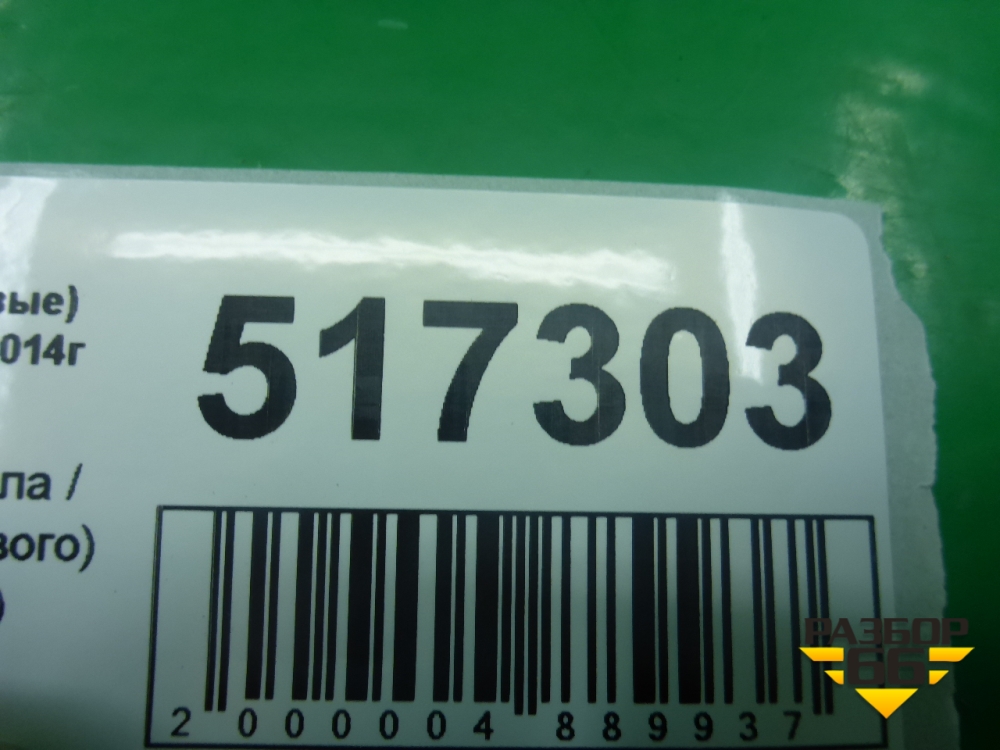 вые)
014г
517303
ла /
вого)
)
2 000004 889937
РАЗБОР
66